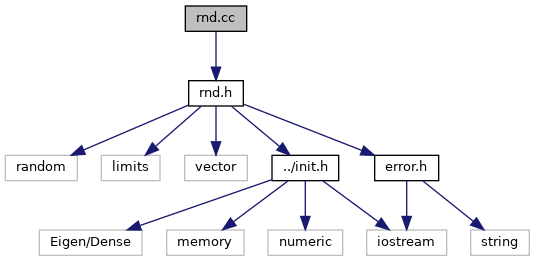 rnd.cc
rnd.h
random
limits
vector
../init.h
error.h
Eigen/Dense
memory
numeric
iostream
string